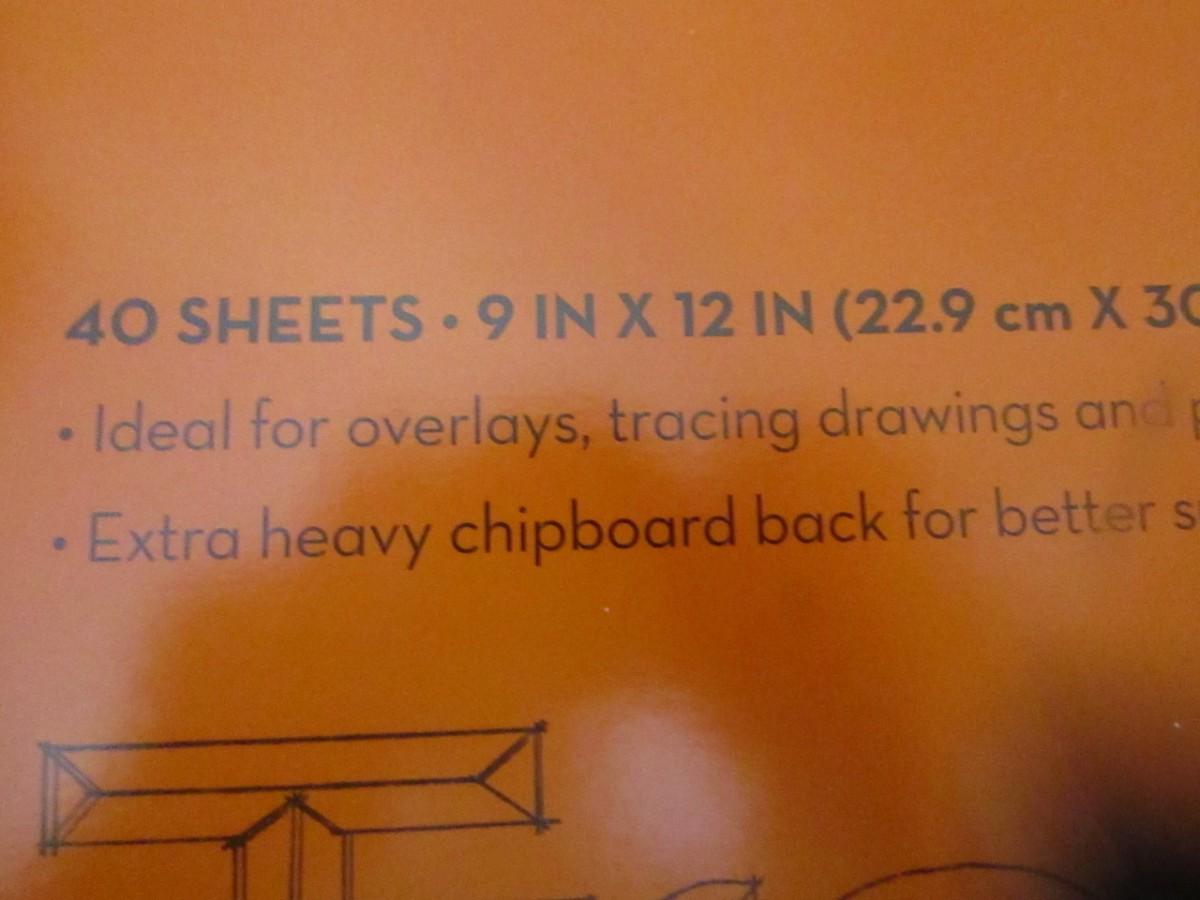 40 SHEETS • 9 IN X 12 IN (22.9 cm X 30
• Ideal for overlays, tracing drawings and
• Extra heavy chipboard back for better